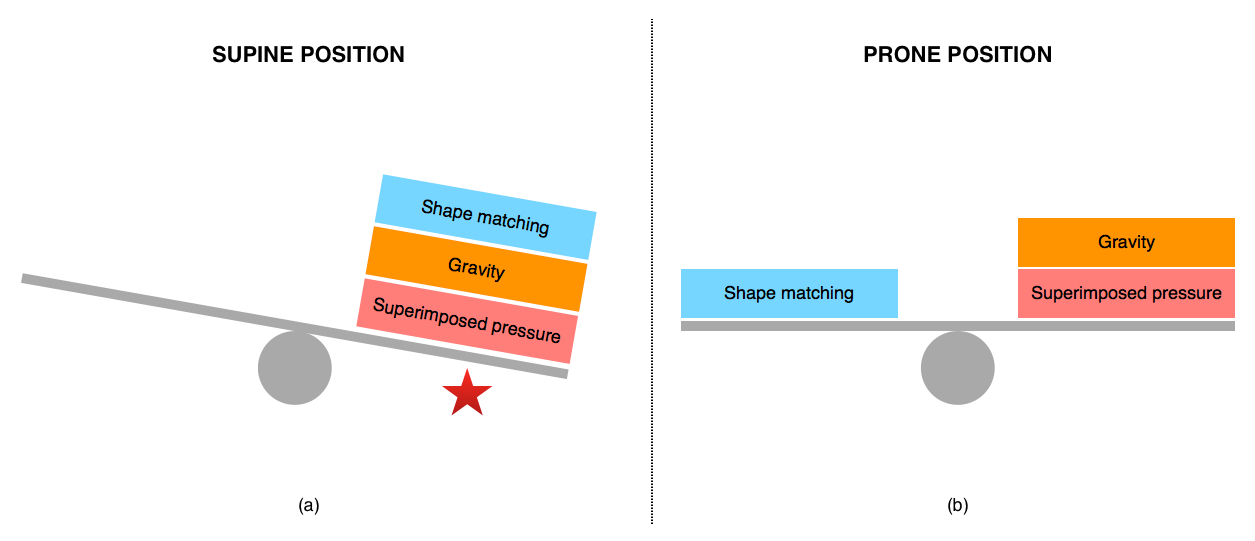 SUPINE POSITION
Shape matching
Gravity
Superimposed pressure
(a)
PRONE POSITION
Gravity
Shape matching
Superimposed pressure
(b)